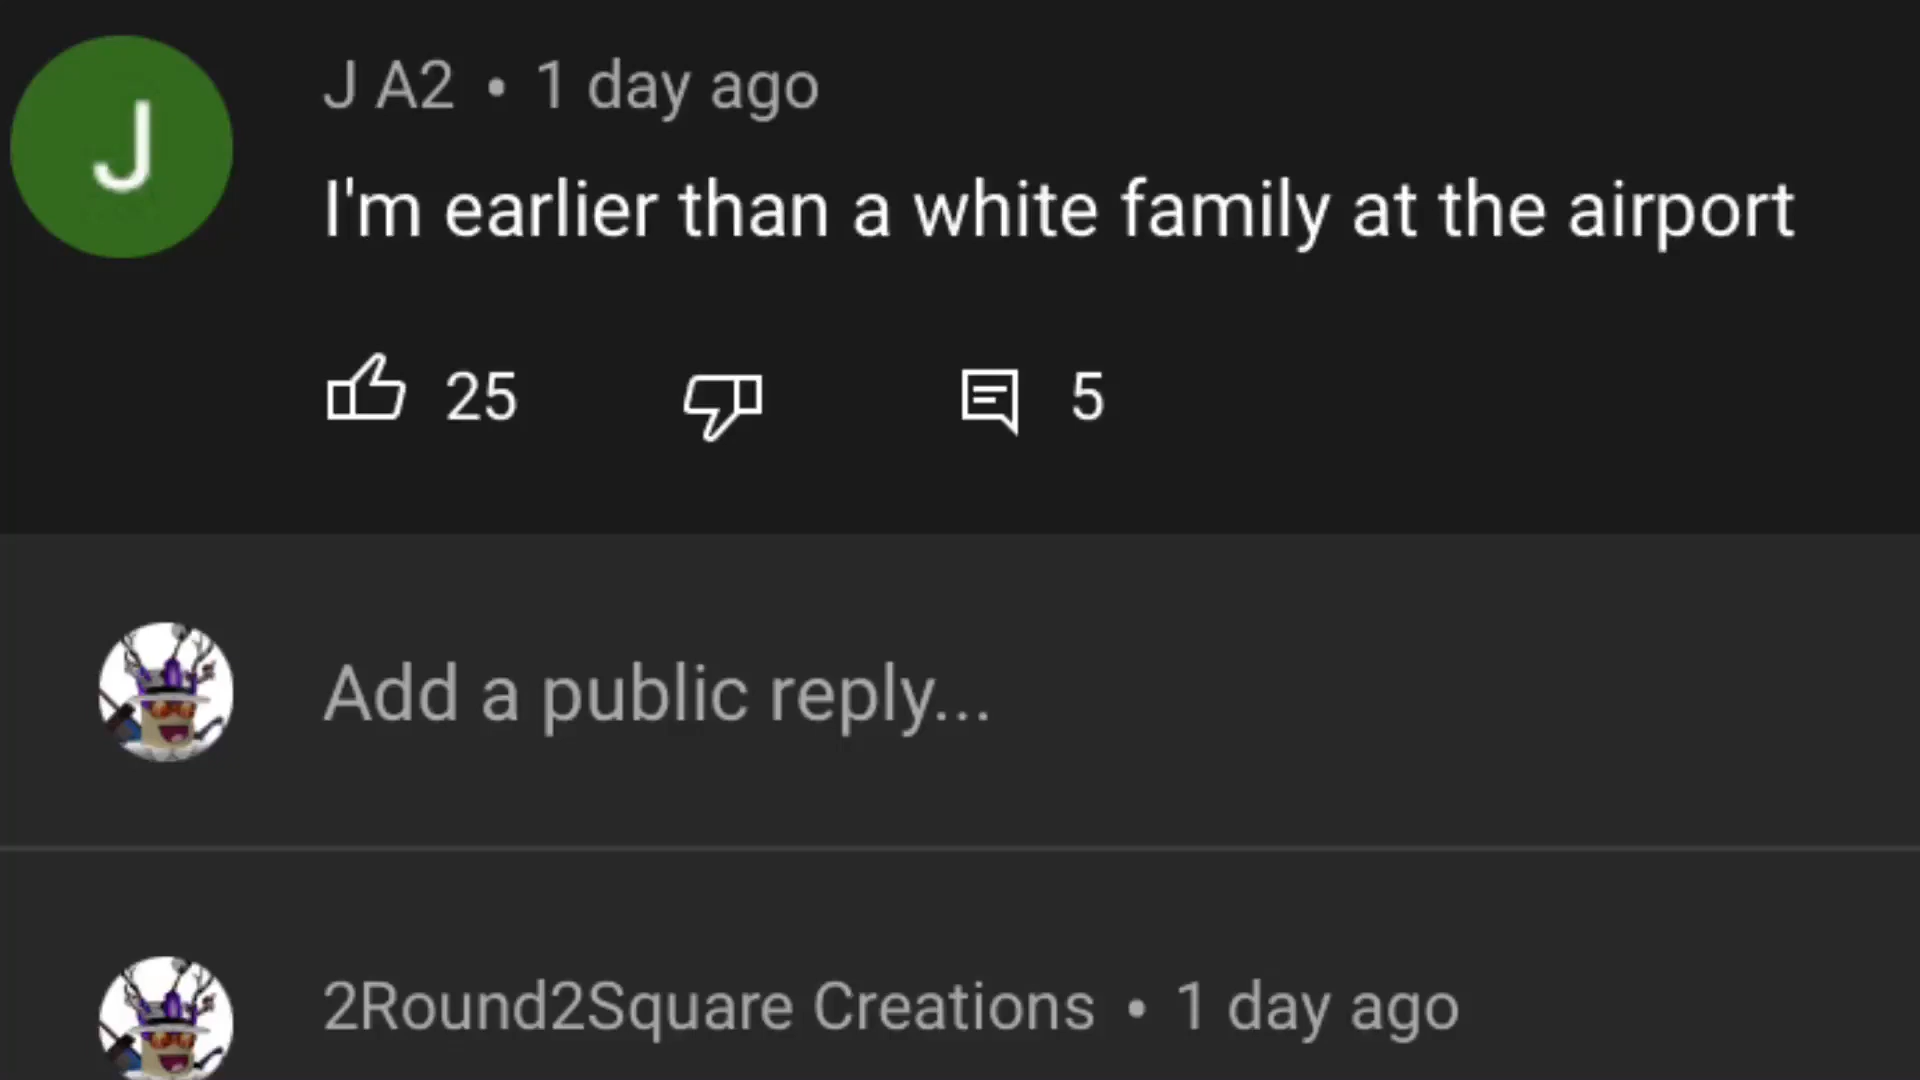 J
J A2 • 1 day ago
I'm earlier than a white family at the airport
25
5
Add a public reply...
2Round2Square Creations • 1 day ago